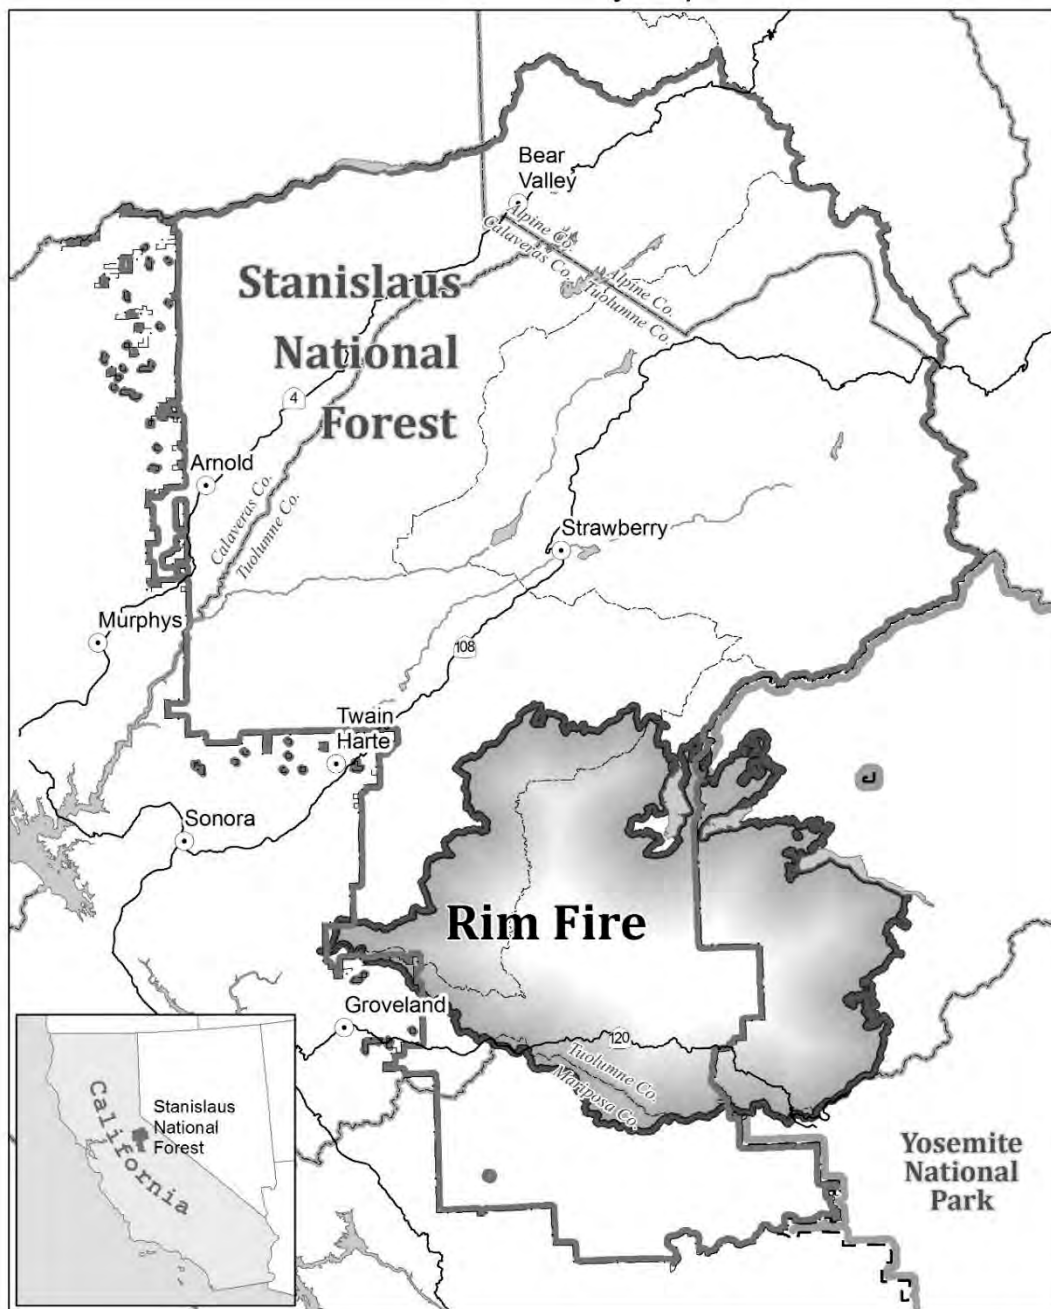 Bear
Valley
Alpine Co.
Calaveras Co.
Alpine Co.
Tuolumne Co.
Stanislaus
National
Forest
4
Arnold
Calaveras Co.
Tuolumne Co.
Strawberry
Murphys
108
Twain
Harte
Sonora
Rim Fire
Groveland
120
Tuolumne Co.
Mariposa Co.
Yosemite
National
Park
California
Stanislaus
National
Forest